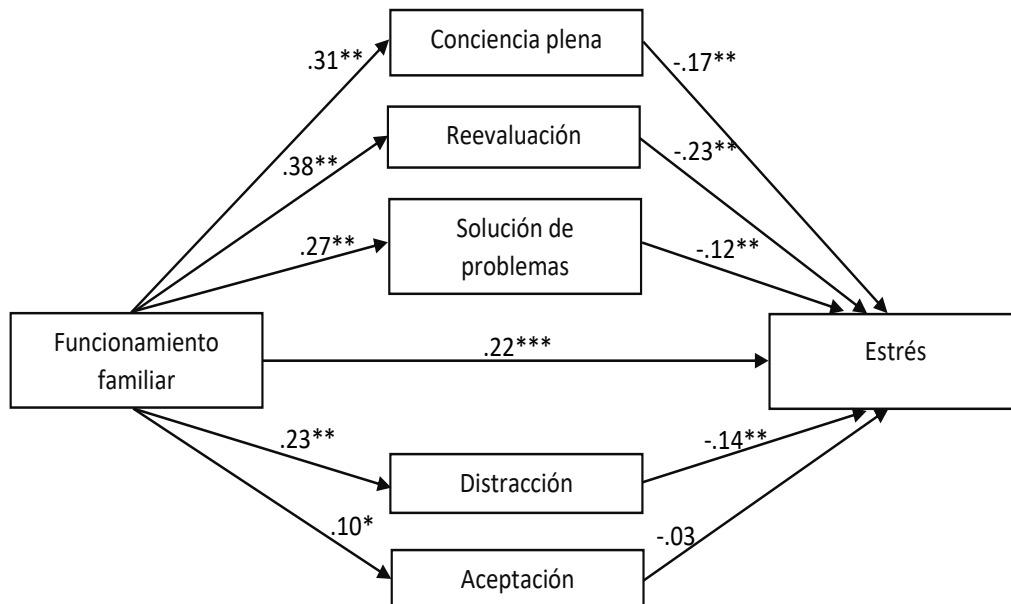 Conciencia plena
.31**
-.17**
Reevaluación
.38**
-.23**
Solución de
problemas
.27**
-.12**
Funcionamiento
familiar
.22***
Estrés
.23**
-.14**
Distracción
.10*
-.03
Aceptación